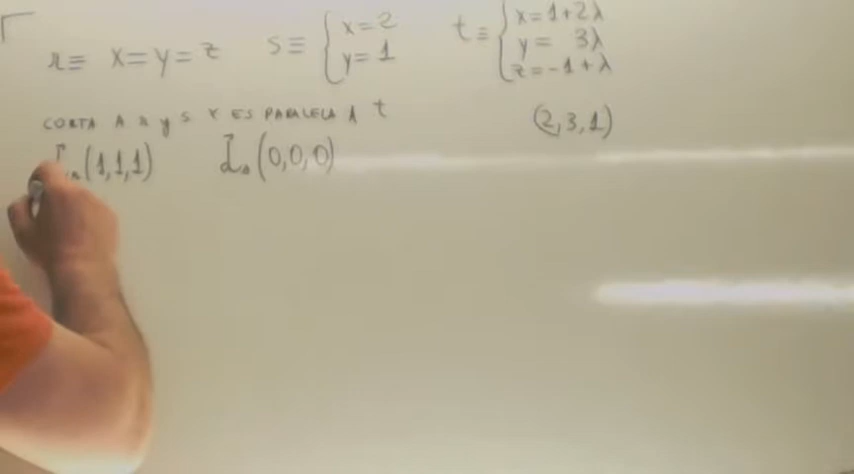 r ≡ x = y = z s ≡ { x = 2 y = 1 t ≡ { x = 1 + 2λ y = 3λ z = -1 + λ
CORTA A r y s Y ES PARALELA A t (2,3,1)
(1,1,1) (0,0,0)